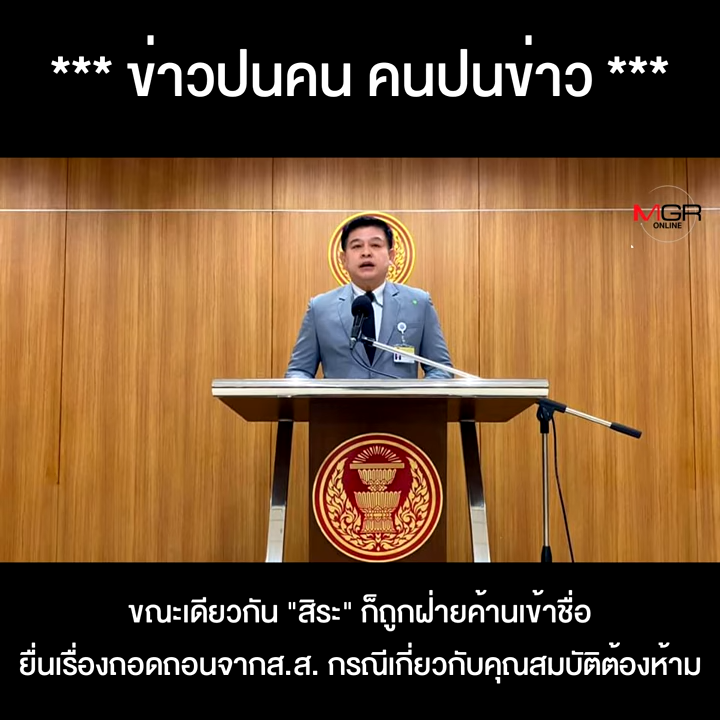 *** ข่าวปนคน คนปนข่าว ***
MGR
ONLINE
ขณะเดียวกัน "สิระ" ก็ถูกฝ่ายค้านเข้าชื่อ
ยื่นเรื่องถอดถอนจากส.ส. กรณีเกี่ยวกับคุณสมบัติต้องห้าม